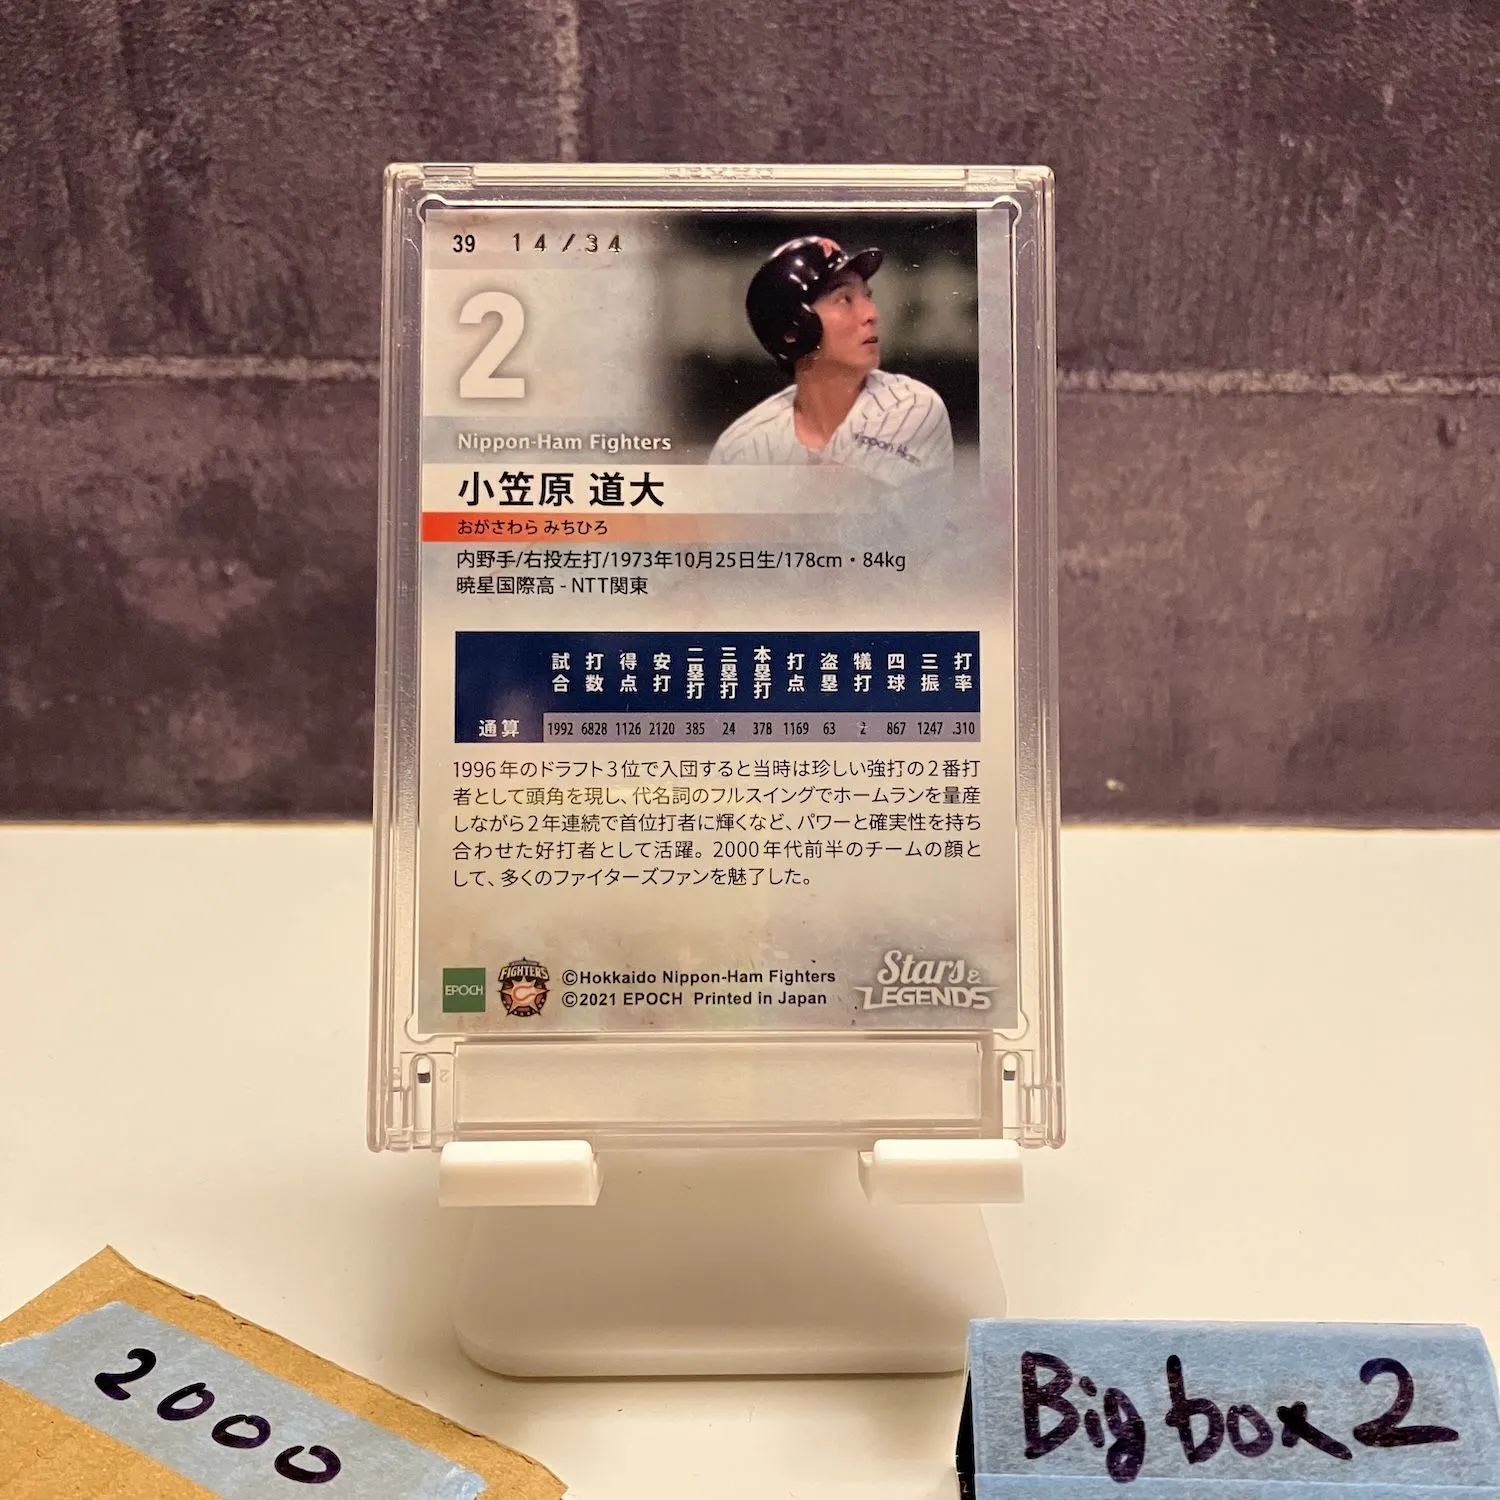 39 14/34
2
Nippon-Ham Fighters
Nippon Ham
小笠原 道大
おがさわら みちひろ
内野手/右投左打/1973年10月25日生/178cm・84kg
暁星国際高 - NTT関東
試合 打数 得点 安打 二塁打 三塁打 本塁打 打点 盗塁 犠打 四球 三振 打率
通算 1992 6828 1126 2120 385 24 378 1169 63 2 867 1247 .310
1996年のドラフト3位で入団すると当時は珍しい強打の2番打
者として頭角を現し、代名詞のフルスイングでホームランを量産
しながら2年連続で首位打者に輝くなど、パワーと確実性を持ち
合わせた好打者として活躍。2000年代前半のチームの顔と
して、多くのファイターズファンを魅了した。
EPOCH
FIGHTERS
©Hokkaido Nippon-Ham Fighters
©2021 EPOCH Printed in Japan
Stars &
LEGENDS
2000
Big box 2